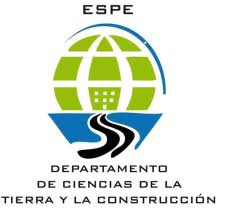 ESPE
DEPARTAMENTO
DE CIENCIAS DE LA
TIERRA Y LA CONSTRUCCIÓN